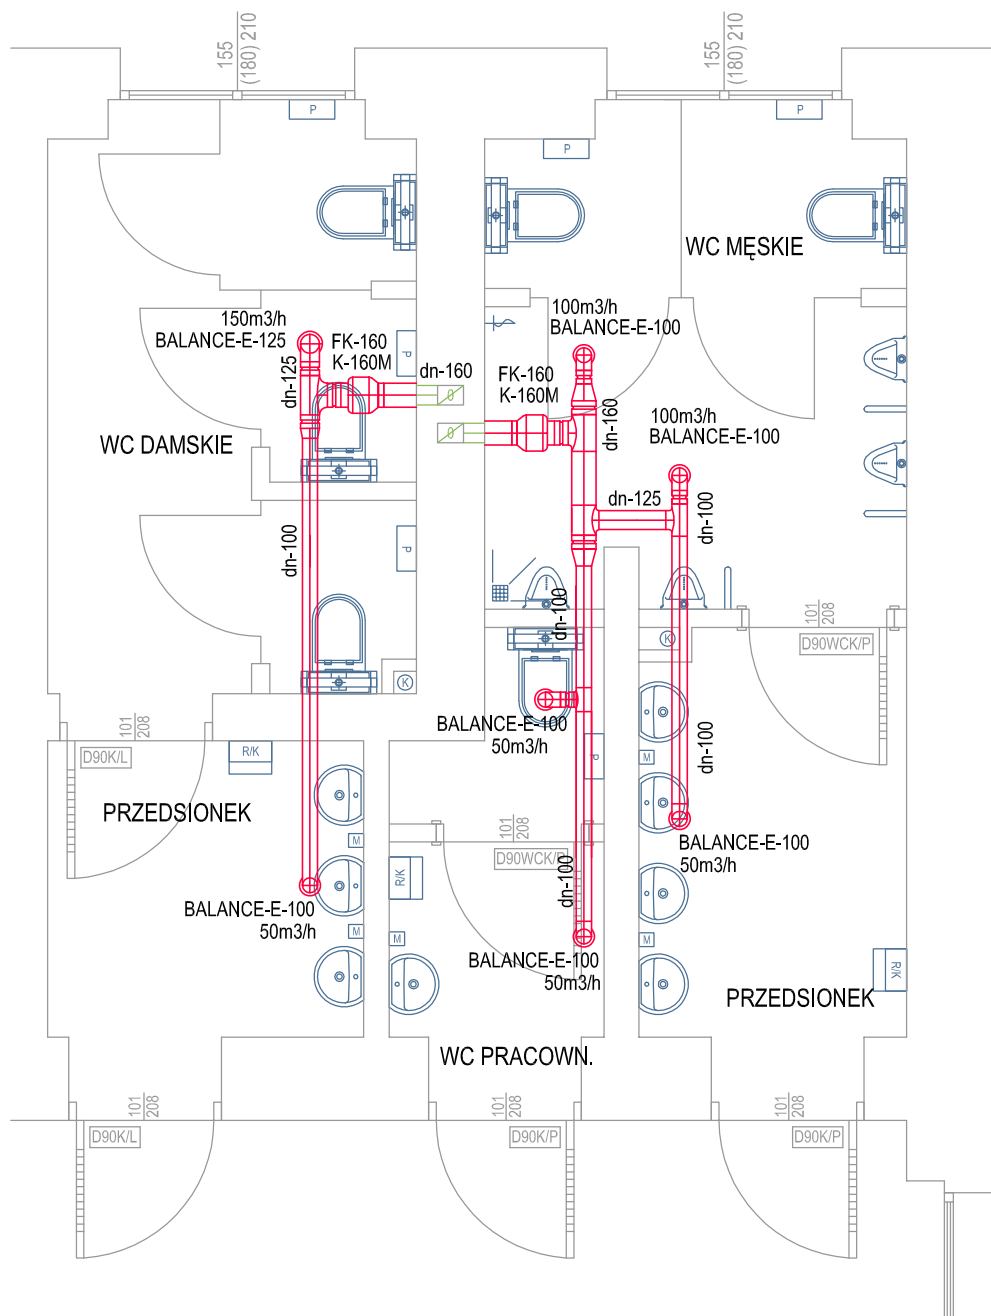 155
(180) 210
155
(180) 210
P
P
P
WC MĘSKIE
150m3/h
BALANCE-E-125
FK-160
K-160M
dn-125
P
dn-160
0
0
100m3/h
BALANCE-E-100
FK-160
K-160M
dn-160
100m3/h
BALANCE-E-100
WC DAMSKIE
dn-125
dn-100
dn-100
P
dn-100
K
K
101
208
D90WCK/P
BALANCE-E-100
50m3/h
101
208
D90K/L
R/K
P
M
dn-100
PRZEDSIONEK
M
101
208
D90WCK/P
R/K
dn-100
BALANCE-E-100
50m3/h
BALANCE-E-100
50m3/h
M
M
M
BALANCE-E-100
50m3/h
R/K
PRZEDSIONEK
WC PRACOWN.
101
208
D90K/L
101
208
D90K/P
101
208
D90K/P